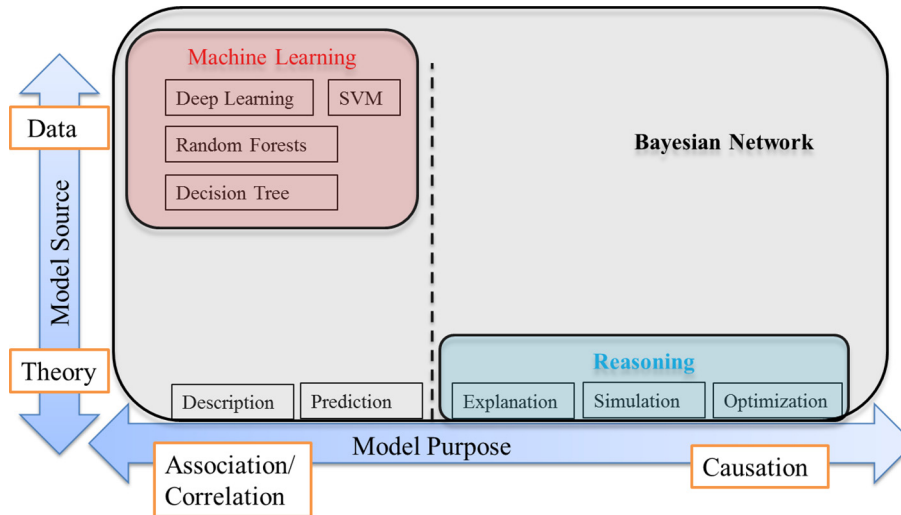 Machine Learning
Deep Learning
SVM
Random Forests
Decision Tree
Bayesian Network
Data
Model Source
Theory
Reasoning
Description
Prediction
Explanation
Simulation
Optimization
Model Purpose
Association/
Correlation
Causation